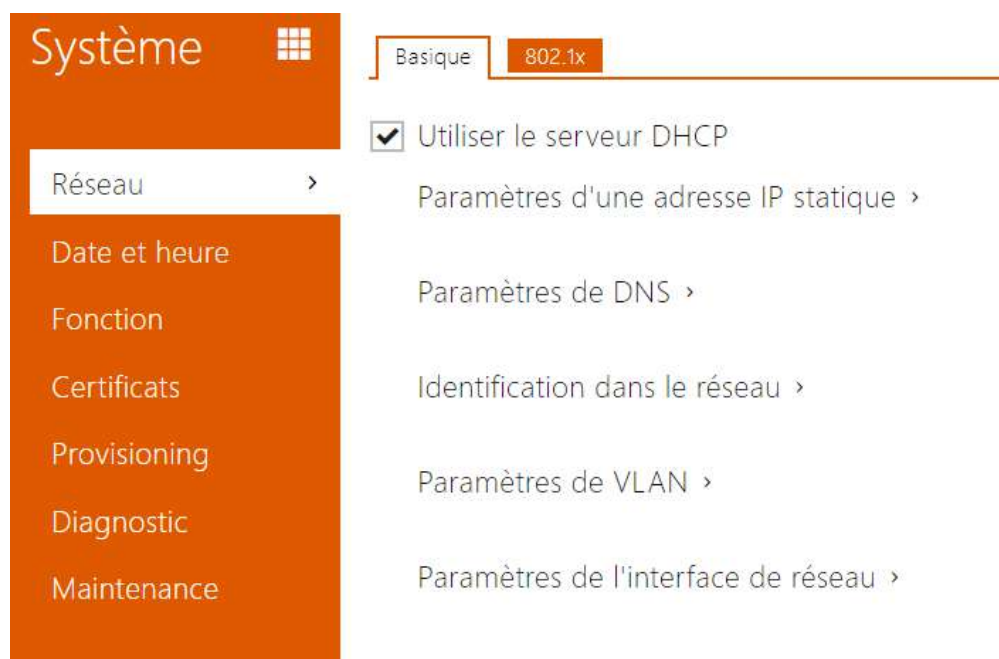 Système
Basique
802.1x
Utiliser le serveur DHCP
Réseau
Paramètres d'une adresse IP statique
Date et heure
Paramètres de DNS
Fonction
Certificats
Identification dans le réseau
Provisioning
Paramètres de VLAN
Diagnostic
Maintenance
Paramètres de l'interface de réseau